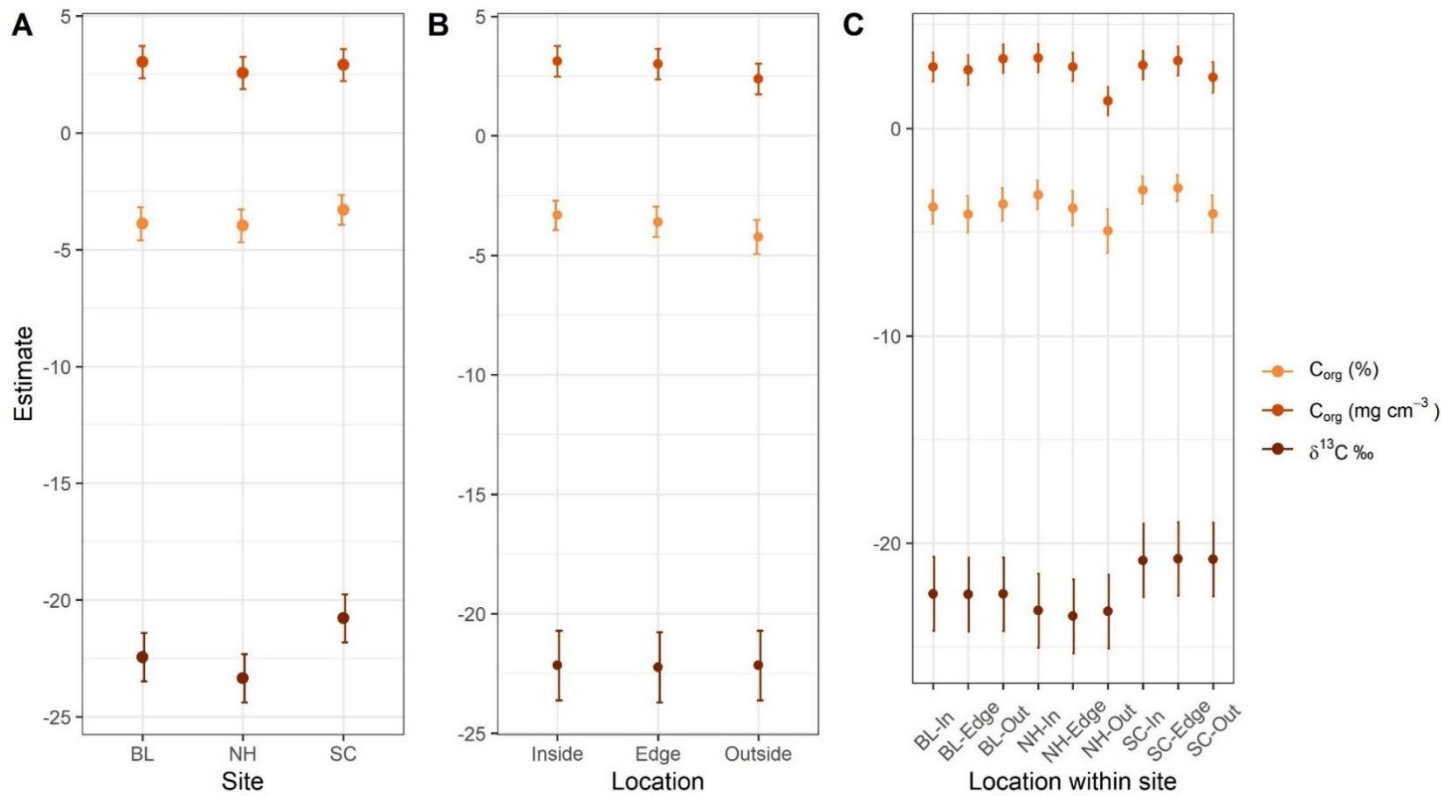 A
B
C
5
0
-5
-10
-15
-20
-25
Estimate
BL
NH
SC
Site
5
0
-5
-10
-15
-20
-25
Inside
Edge
Outside
Location
0
-10
-20
BL-In
BL-Edge
BL-Out
NH-In
NH-Edge
NH-Out
SC-In
SC-Edge
SC-Out
Location within site
C_org (%)
C_org (mg cm⁻³ )
δ¹³C ‰